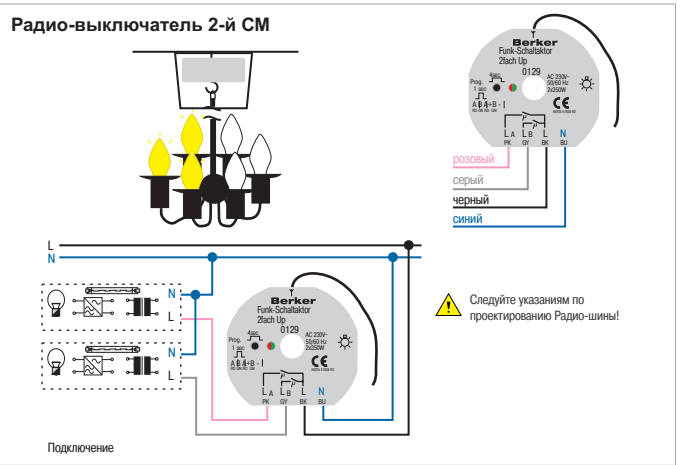 Радио-выключатель 2-й СМ
Berker
Funk-Schaltaktor
2fach Up
0129
4sec
Prog.
1 sec
AC 230V~
50/60 Hz
2x350W
CE
L A L B L N
PK GY BK BU
розовый
серый
черный
синий
L
N
N
L
N
L
Berker
Funk-Schaltaktor
2fach Up
0129
4sec
Prog.
1 sec
AC 230V~
50/60 Hz
2x350W
CE
L A L B L N
PK GY BK BU
Следуйте указаниям по
проектированию Радио-шины!
Подключение